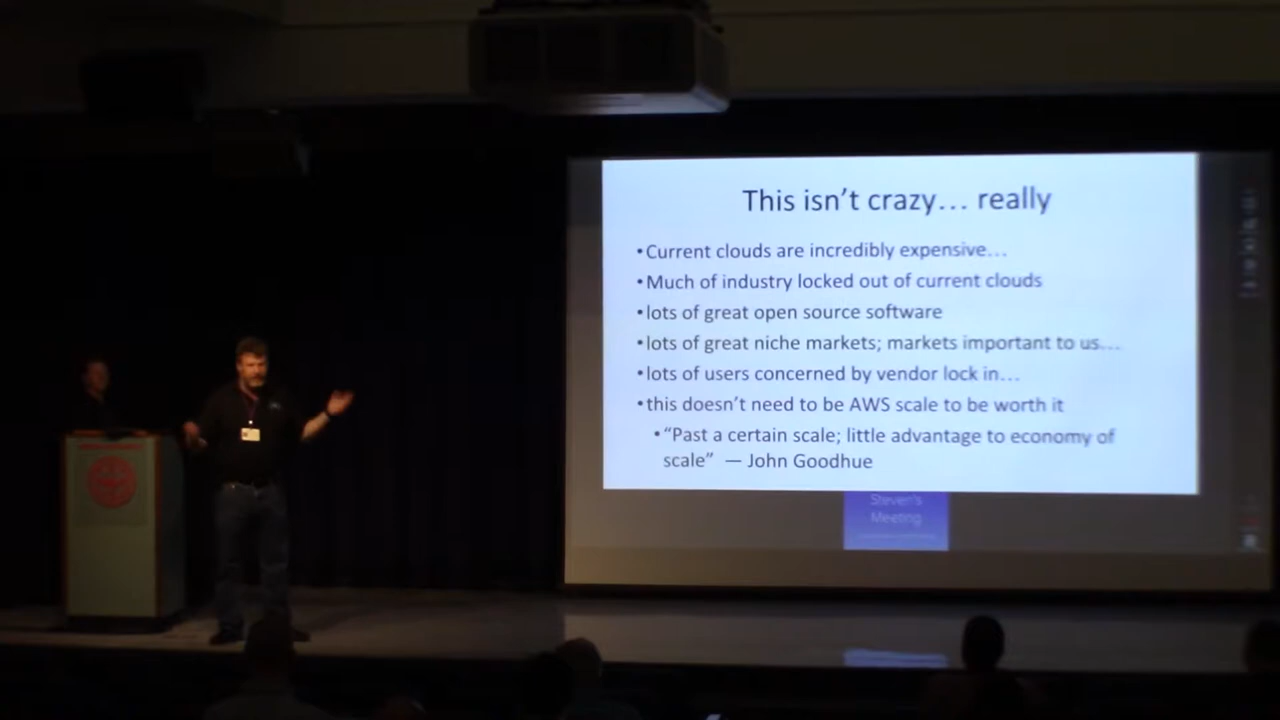 This isn't crazy… really
•Current clouds are incredibly expensive…
•Much of industry locked out of current clouds
•lots of great open source software
•lots of great niche markets; markets important to us…
•lots of users concerned by vendor lock in…
•this doesn't need to be AWS scale to be worth it
•“Past a certain scale; little advantage to economy of
scale” — John Goodhue
Steven's
Meeting